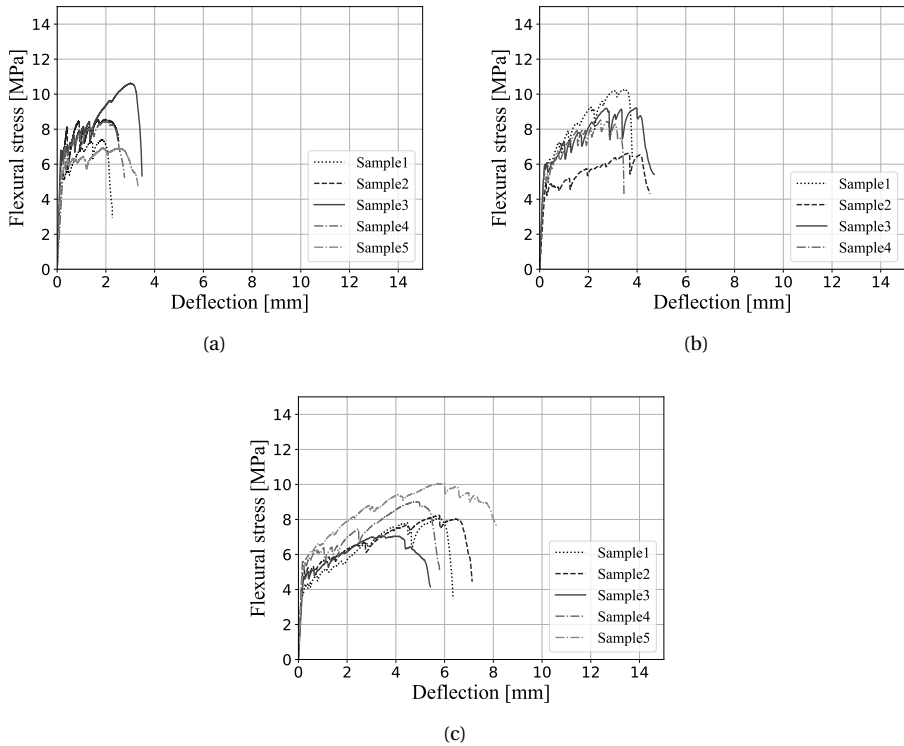 14
12
10
8
6
4
2
0
Flexural stress [MPa]
0 2 4 6 8 10 12 14
Deflection [mm]
Sample1
Sample2
Sample3
Sample4
Sample5
(a)
14
12
10
8
6
4
2
0
Flexural stress [MPa]
0 2 4 6 8 10 12 14
Deflection [mm]
Sample1
Sample2
Sample3
Sample4
(b)
14
12
10
8
6
4
2
0
Flexural stress [MPa]
0 2 4 6 8 10 12 14
Deflection [mm]
Sample1
Sample2
Sample3
Sample4
Sample5
(c)